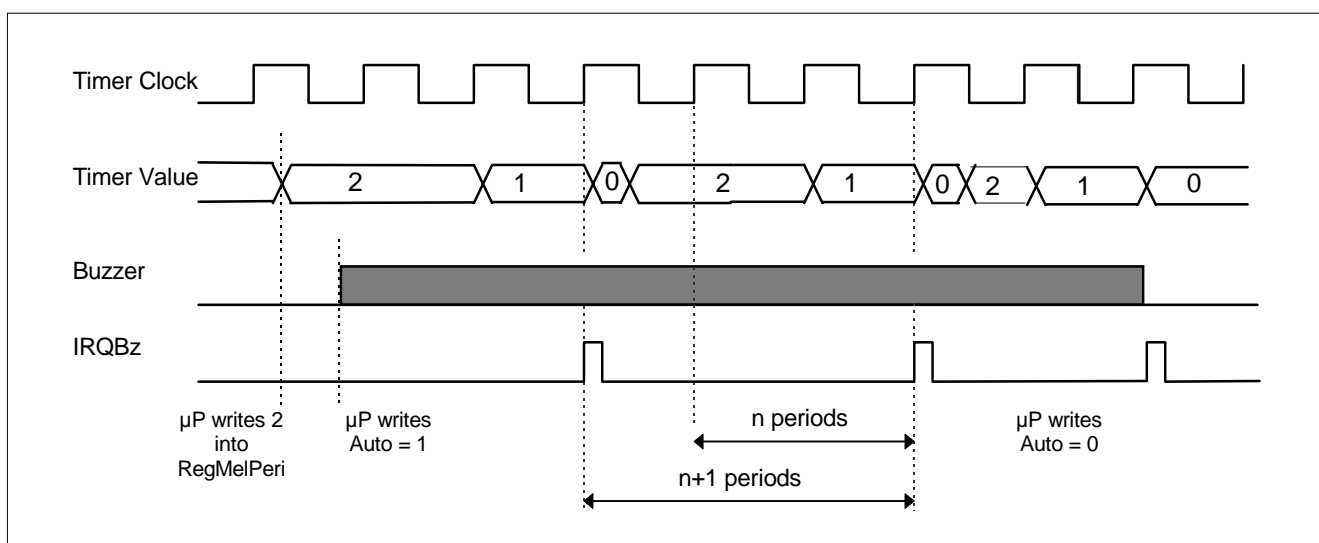 Timer Clock
Timer Value
2 1 0 2 1 0 2 1 0
Buzzer
IRQBz
µP writes 2
into
RegMelPeri
µP writes
Auto = 1
n periods
µP writes
Auto = 0
n+1 periods